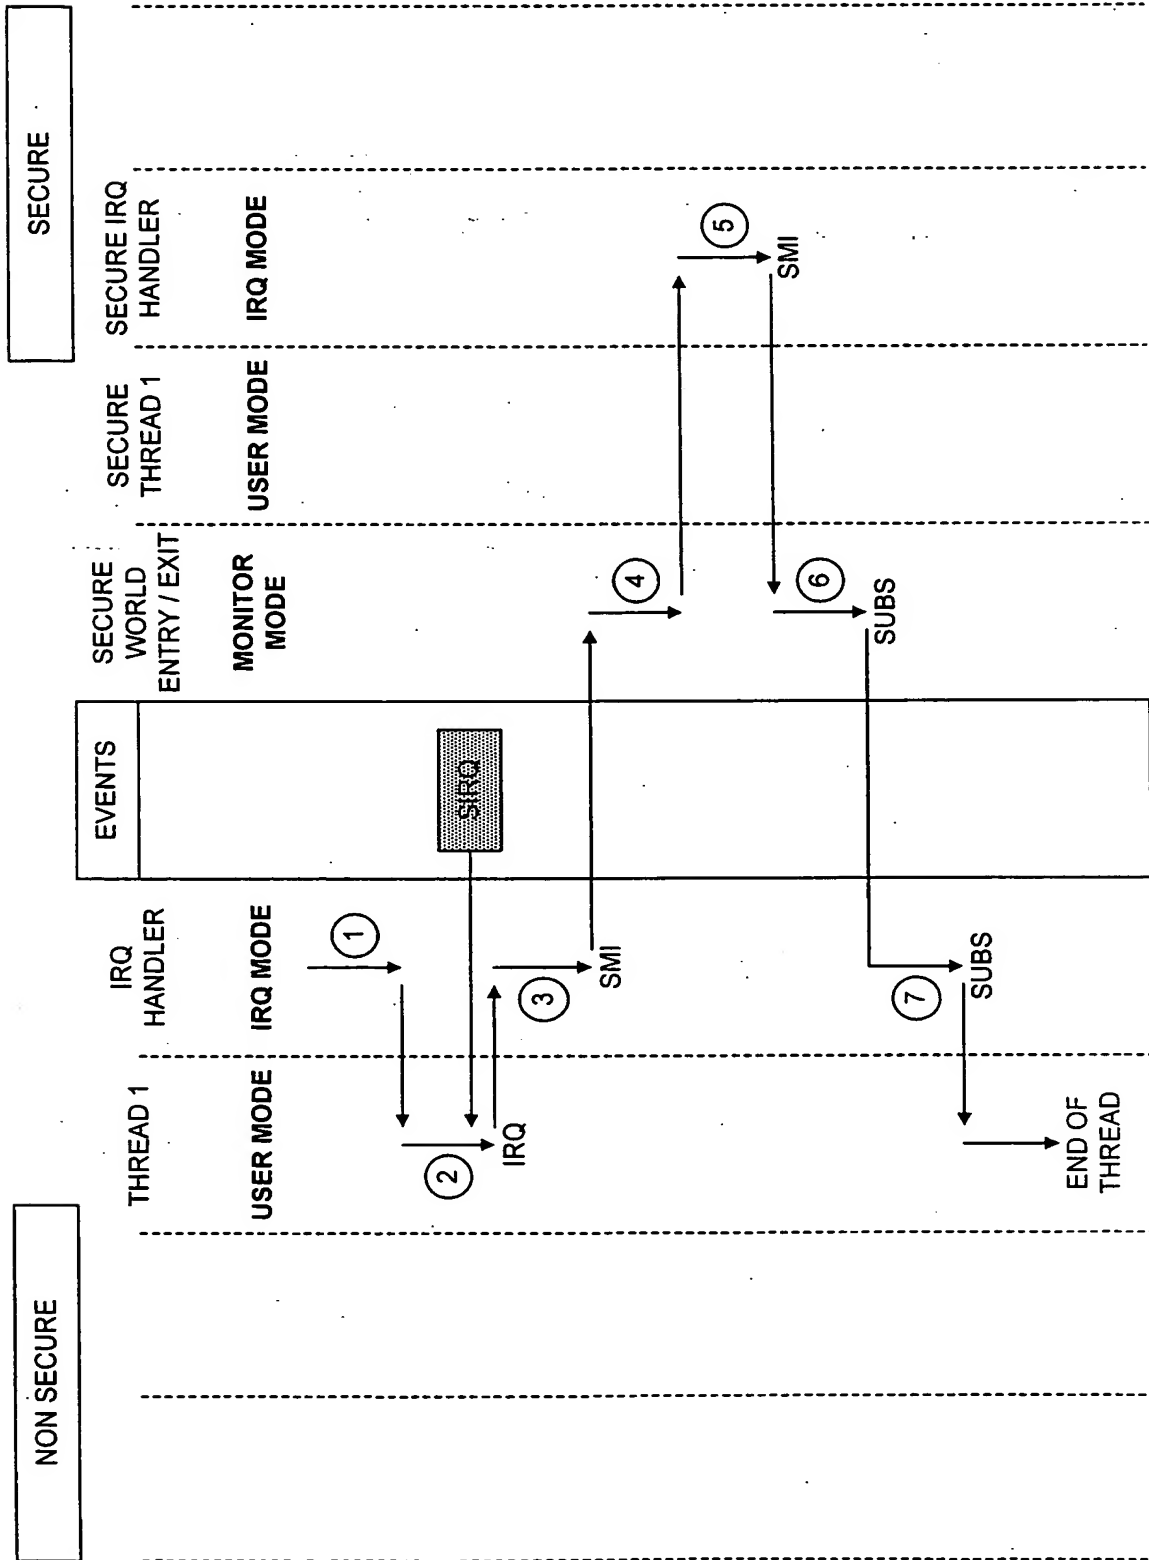 NON SECURE
SECURE
THREAD 1
USER MODE
IRQ
HANDLER
IRQ MODE
EVENTS
SECURE
WORLD
ENTRY / EXIT
MONITOR
MODE
SECURE
THREAD 1
USER MODE
SECURE IRQ
HANDLER
IRQ MODE
1
2
IRQ
SIRQ
3
SMI
4
5
SMI
6
SUBS
7
SUBS
END OF
THREAD